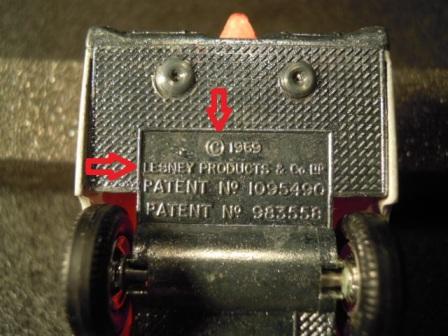 © 1969
LESNEY PRODUCTS & Co. LTD
PATENT No 1095490
PATENT No 983558